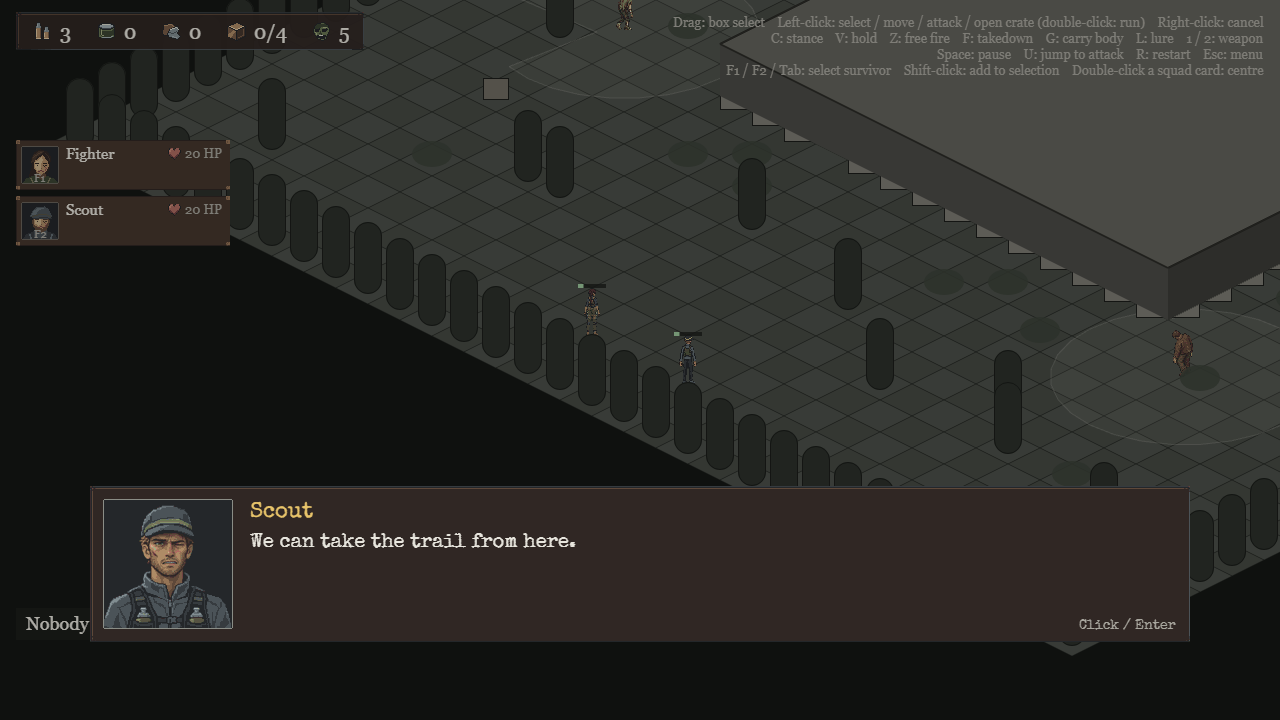 3 0 0 0/4 5
Drag: box select Left-click: select / move / attack / open crate (double-click: run) Right-click: cancel
C: stance V: hold Z: free fire F: takedown G: carry body L: lure 1 / 2: weapon
Space: pause U: jump to attack R: restart Esc: menu
F1 / F2 / Tab: select survivor Shift-click: add to selection Double-click a squad card: centre
Fighter 20 HP
F1
Scout 20 HP
F2
Scout
We can take the trail from here.
Nobody
Click / Enter